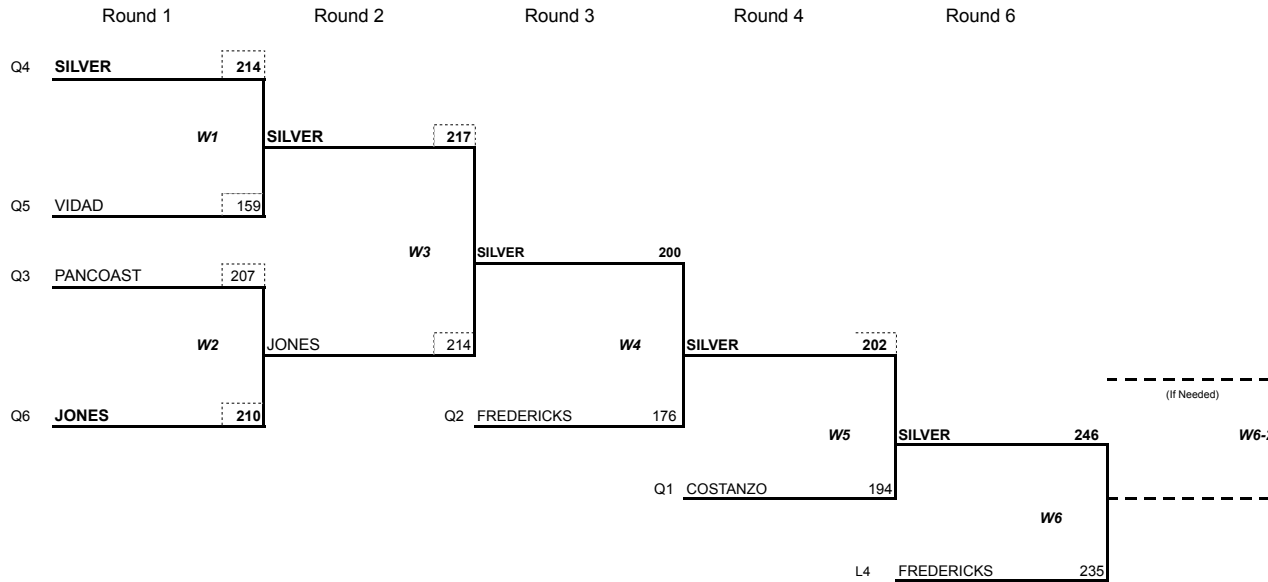 Round 1 Round 2 Round 3 Round 4 Round 6
Q4 SILVER 214
W1 SILVER 217
Q5 VIDAD 159
W3 SILVER 200
Q3 PANCOAST 207
W2 JONES 214 W4 SILVER 202
(If Needed)
Q6 JONES 210 Q2 FREDERICKS 176
W5 SILVER 246 W6-
Q1 COSTANZO 194
W6
L4 FREDERICKS 235